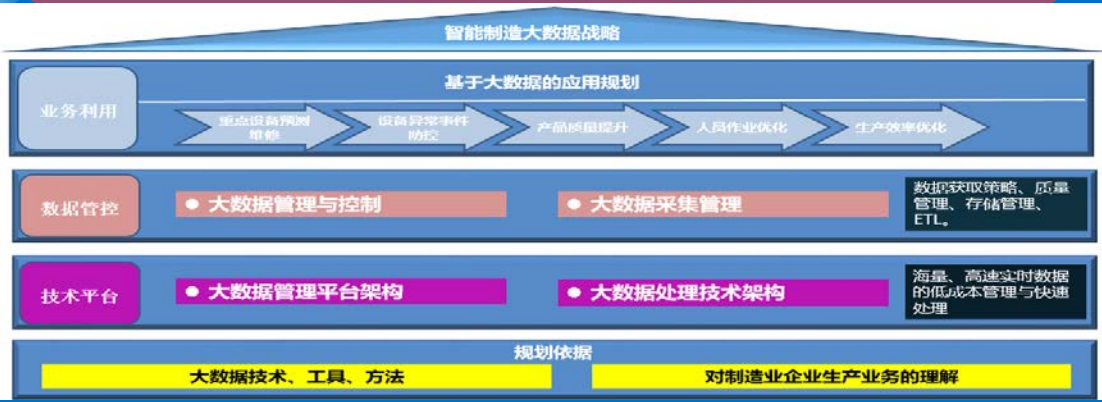 智能制造大数据战略
基于大数据的应用规划
业务利用
重点设备预测
维修
设备异常事件
防控
产品质量提升
人员作业优化
生产效率优化
数据管控
● 大数据管理与控制
● 大数据采集管理
数据获取策略、质量
管理、存储管理、
ETL。
技术平台
● 大数据管理平台架构
● 大数据处理技术架构
海量、高速实时数据
的低成本管理与快速
处理
规划依据
大数据技术、工具、方法
对制造业企业生产业务的理解